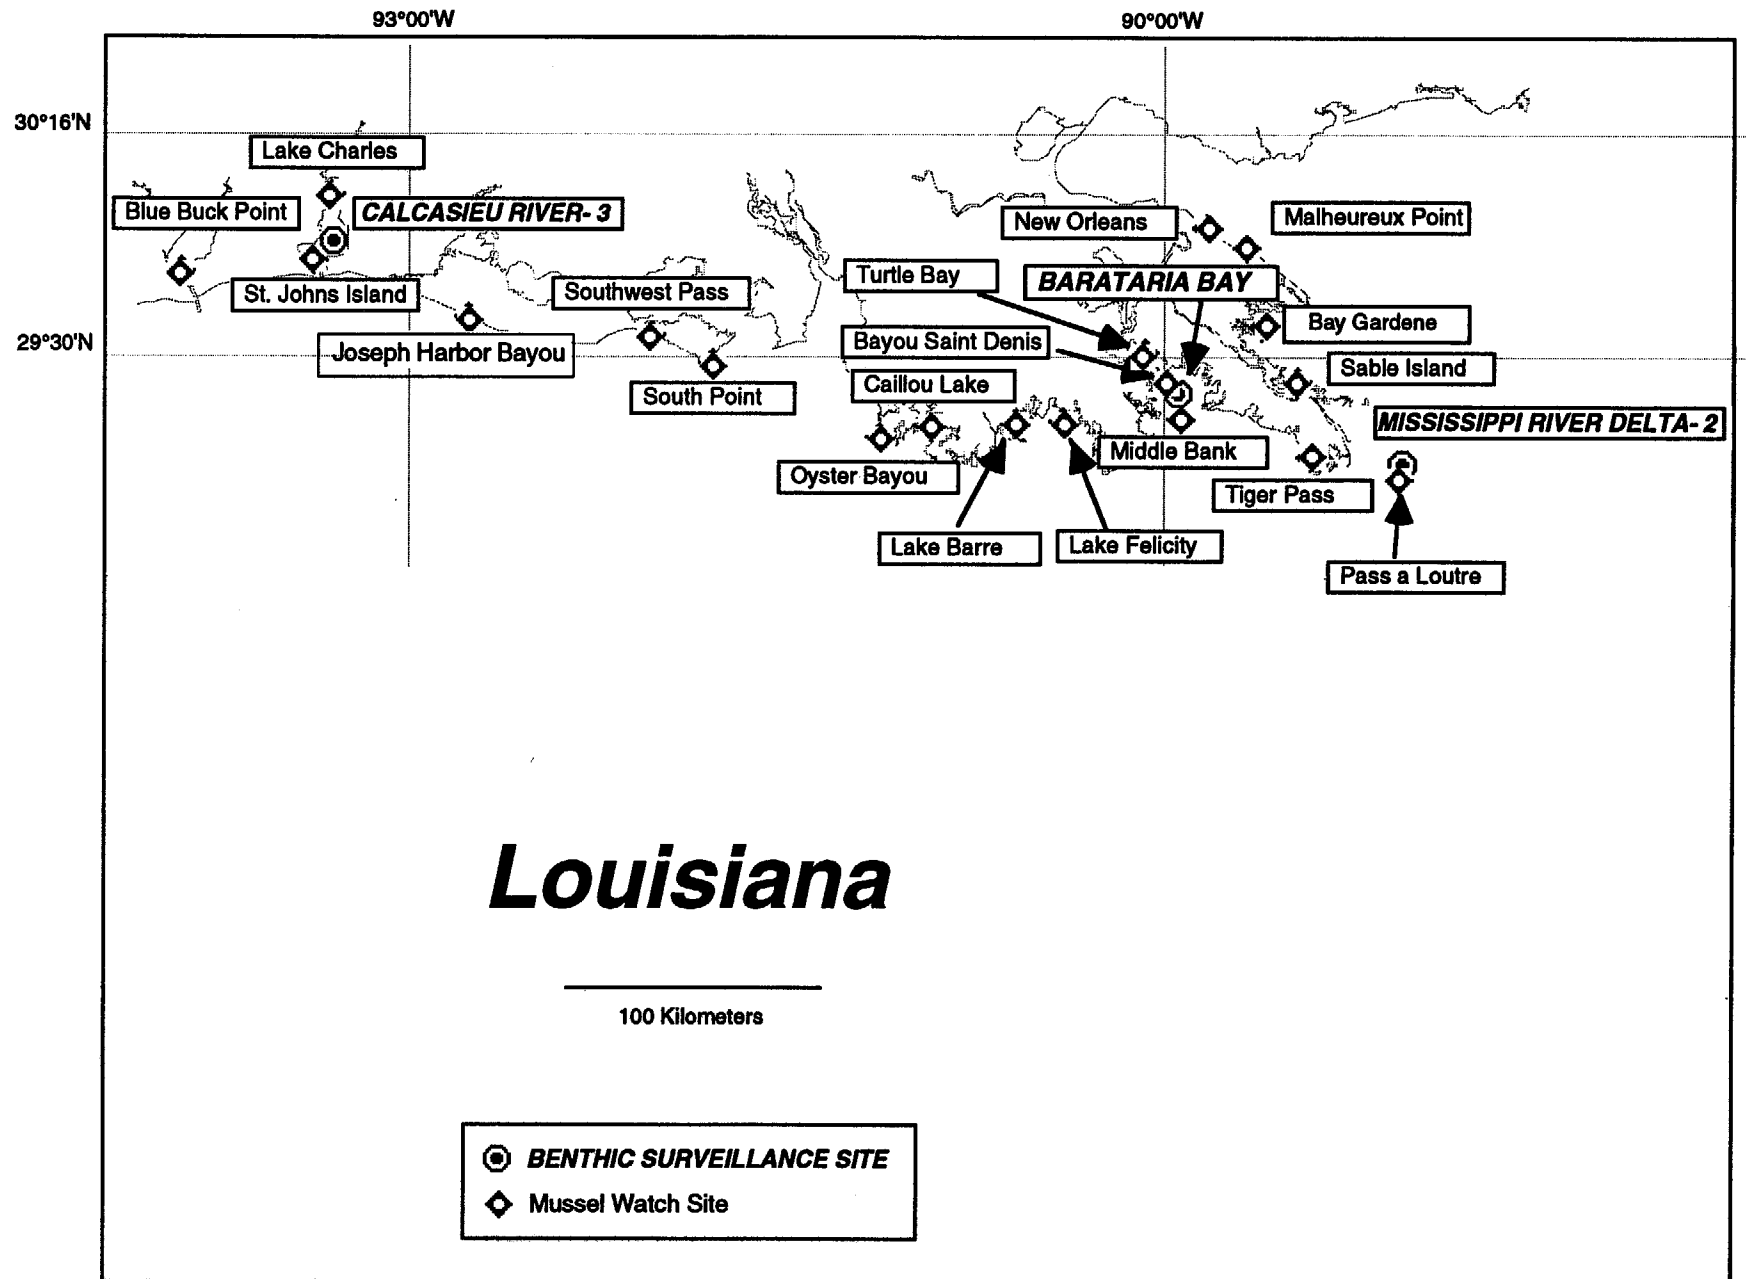 93°00'W
90°00'W
30°16'N
Lake Charles
Blue Buck Point
CALCASIEU RIVER- 3
New Orleans
Malheureux Point
St. Johns Island
Southwest Pass
Turtle Bay
BARATARIA BAY
29°30'N
Joseph Harbor Bayou
Bayou Saint Denis
Bay Gardene
South Point
Caillou Lake
Sable Island
MISSISSIPPI RIVER DELTA- 2
Oyster Bayou
Middle Bank
Tiger Pass
Lake Barre
Lake Felicity
Pass a Loutre
Louisiana
100 Kilometers
BENTHIC SURVEILLANCE SITE
Mussel Watch Site